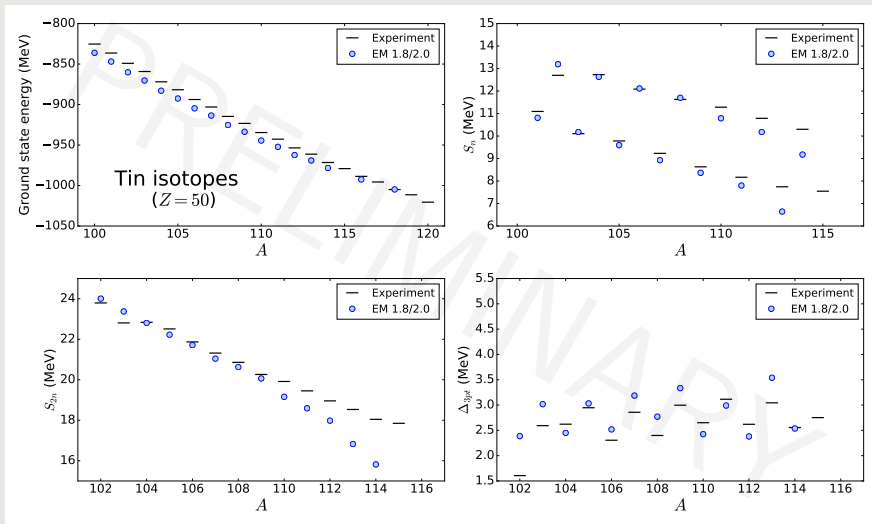 −800
−850
−900
−950
−1000
−1050
100
105
110
115
120
Ground state energy (MeV)
A
Experiment
EM 1.8/2.0
Tin isotopes
(Z = 50)
15
14
13
12
11
10
9
8
7
6
100
105
110
115
S_n (MeV)
A
Experiment
EM 1.8/2.0
24
22
20
18
16
102
104
106
108
110
112
114
116
S_{2n} (MeV)
A
Experiment
EM 1.8/2.0
5.5
5.0
4.5
4.0
3.5
3.0
2.5
2.0
1.5
102
104
106
108
110
112
114
116
Δ_{3pt} (MeV)
A
Experiment
EM 1.8/2.0
PRELIMINARY